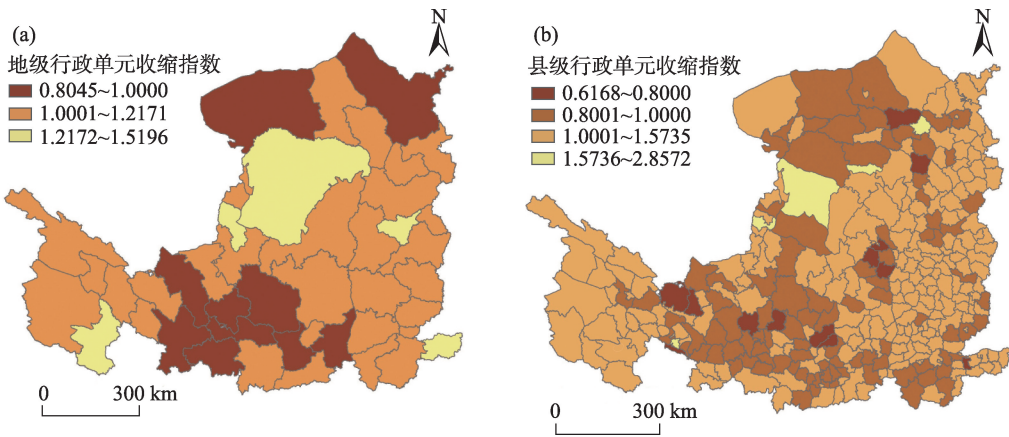 (a)
N
地级行政单元收缩指数
0.8045~1.0000
1.0001~1.2171
1.2172~1.5196
0 300 km
(b)
N
县级行政单元收缩指数
0.6168~0.8000
0.8001~1.0000
1.0001~1.5735
1.5736~2.8572
0 300 km